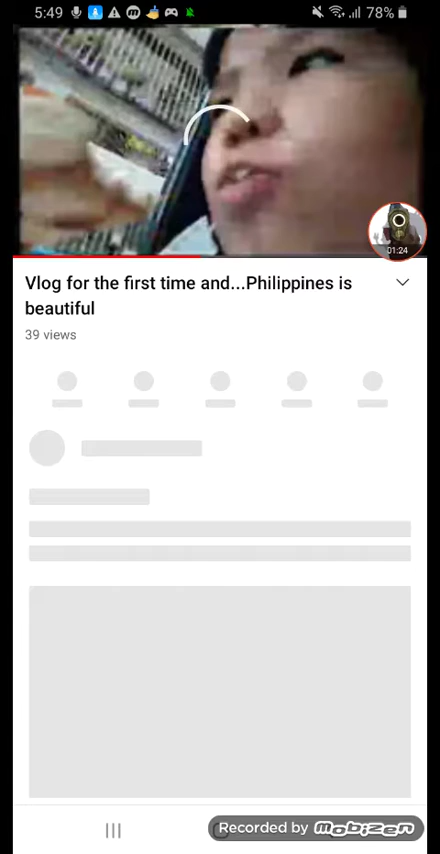 5:49
78%
01:24
Vlog for the first time and...Philippines is
beautiful
39 views
Recorded by Mobizen